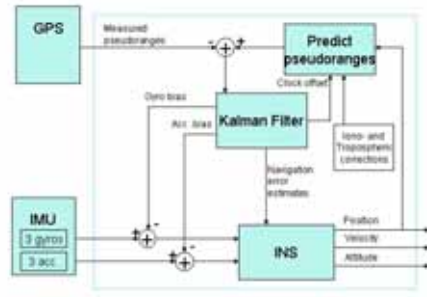 GPS
Measured
pseudoranges
Predict
pseudoranges
Clock offset
Gyro bias
Acc. bias
Kalman Filter
Iono- and
Tropospheric
corrections
Navigation
error
estimates
IMU
3 gyros
3 acc.
INS
Position
Velocity
Attitude
- + - + - +